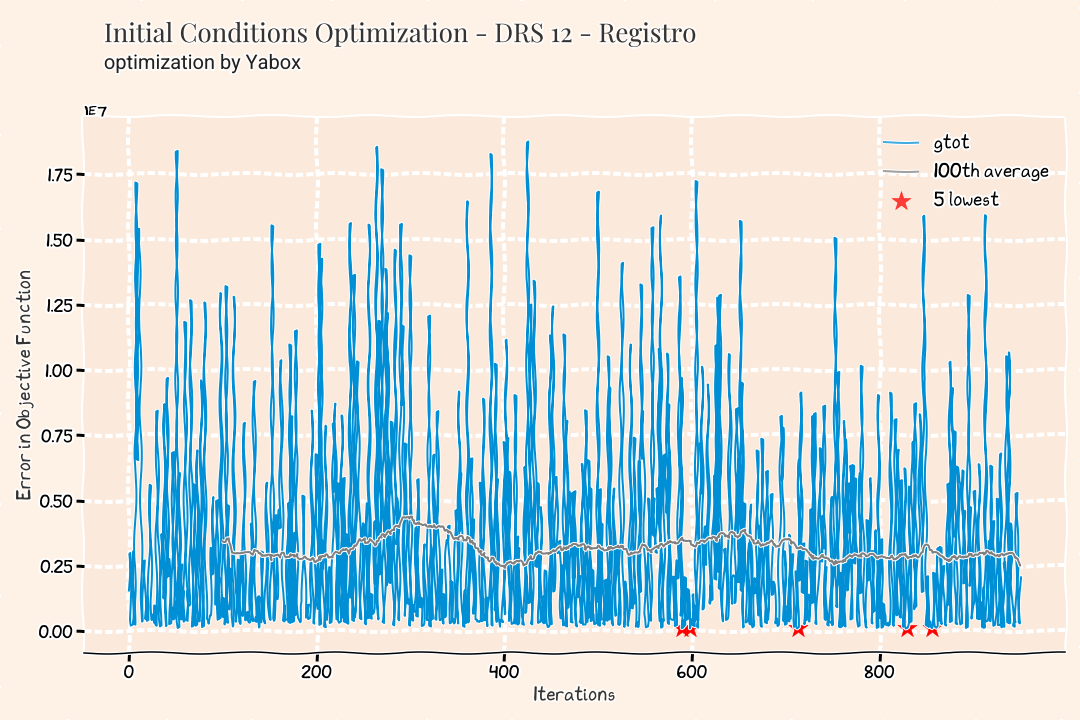 Initial Conditions Optimization - DRS 12 - Registro
optimization by Yabox
1E7
gtot
100th average
5 lowest
1.75
1.50
1.25
1.00
0.75
0.50
0.25
0.00
Error in Objective Function
0 200 400 600 800
Iterations